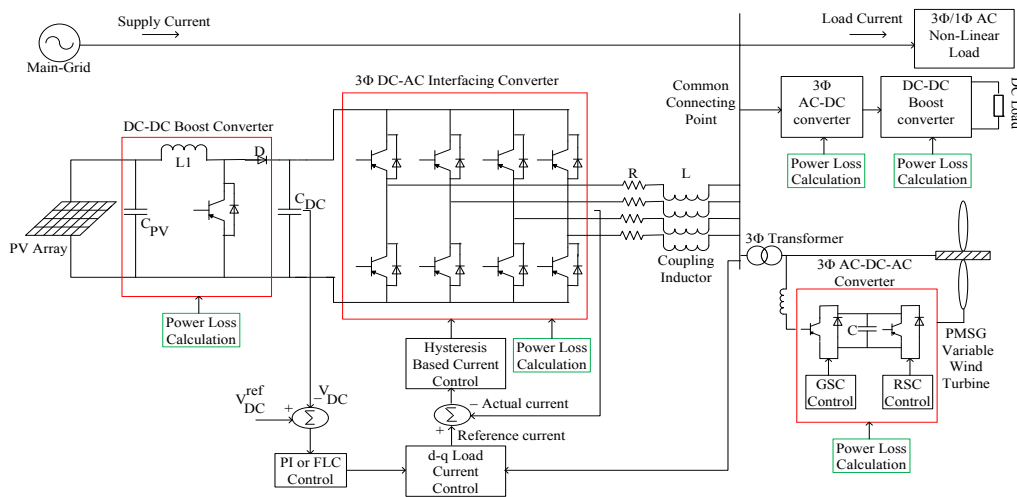 Supply Current
Main-Grid
Load Current
3Φ/1Φ AC
Non-Linear
Load
3Φ DC-AC Interfacing Converter
Common
Connecting
Point
3Φ
AC-DC
converter
DC-DC
Boost
converter
DC Load
Power Loss
Calculation
Power Loss
Calculation
DC-DC Boost Converter
L1
D
C_PV
C_DC
PV Array
R
L
Coupling
Inductor
3Φ Transformer
3Φ AC-DC-AC
Converter
C
GSC
Control
RSC
Control
PMSG
Variable
Wind
Turbine
Power Loss
Calculation
Power Loss
Calculation
Hysteresis
Based Current
Control
Power Loss
Calculation
V_DC^ref
+
−
V_DC
Σ
Σ
− Actual current
+
Reference current
PI or FLC
Control
d-q Load
Current
Control